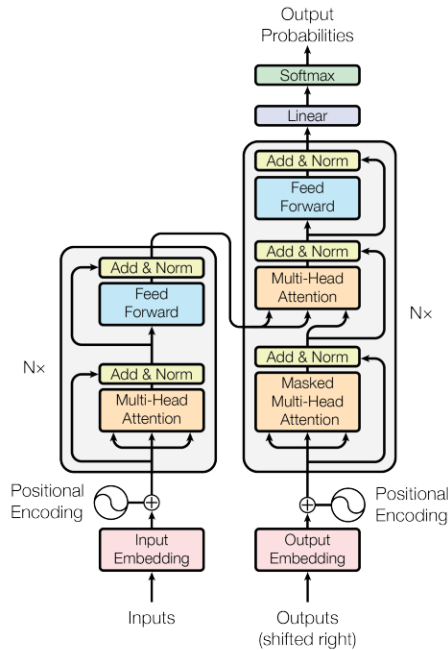 Output
Probabilities
Softmax
Linear
Add & Norm
Feed
Forward
Add & Norm
Multi-Head
Attention
Add & Norm
Masked
Multi-Head
Attention
N×
Add & Norm
Feed
Forward
Add & Norm
Multi-Head
Attention
N×
Positional
Encoding
Input
Embedding
Inputs
Positional
Encoding
Output
Embedding
Outputs
(shifted right)